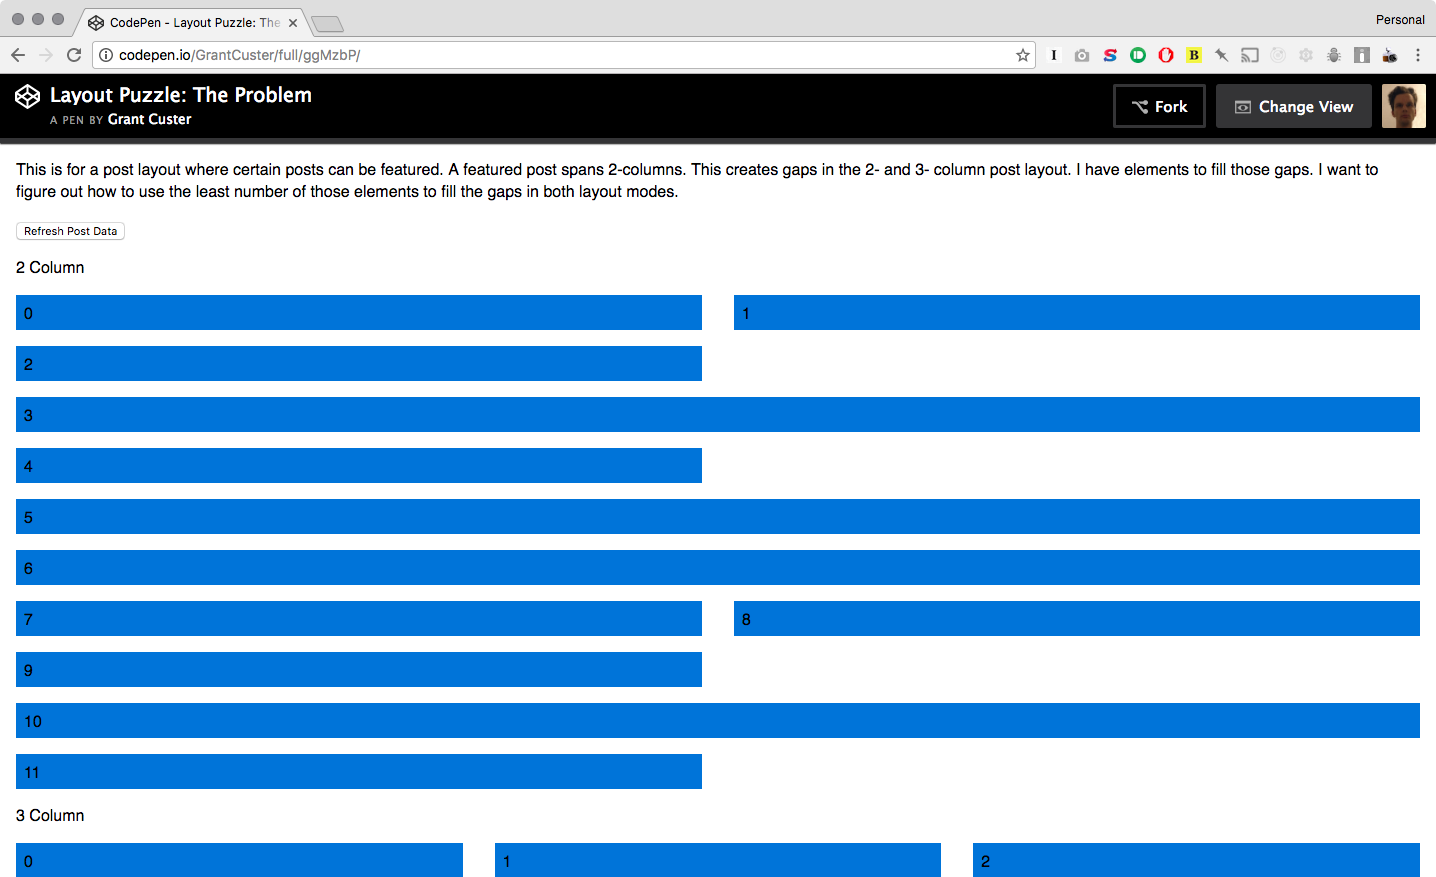 Personal
CodePen - Layout Puzzle: The
codepen.io/GrantCuster/full/ggMzbP/
Layout Puzzle: The Problem
A PEN BY Grant Custer
Fork
Change View
This is for a post layout where certain posts can be featured. A featured post spans 2-columns. This creates gaps in the 2- and 3- column post layout. I have elements to fill those gaps. I want to
figure out how to use the least number of those elements to fill the gaps in both layout modes.
Refresh Post Data
2 Column
0 1
2
3
4
5
6
7 8
9
10
11
3 Column
0 1 2